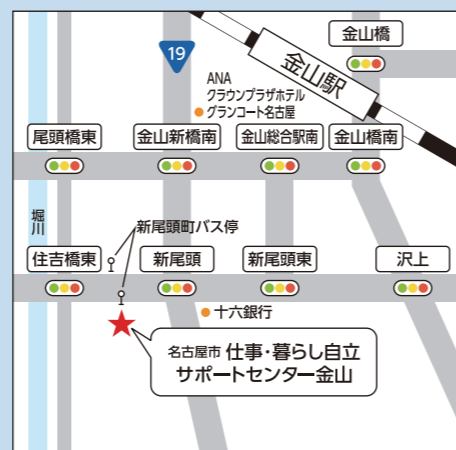 金山橋
19
金山駅
ANA
クラウンプラザホテル
グランコート名古屋
尾頭橋東
金山新橋南
金山総合駅南
金山橋南
堀川
新尾頭町バス停
住吉橋東
新尾頭
新尾頭東
沢上
十六銀行
名古屋市 仕事・暮らし自立
サポートセンター金山